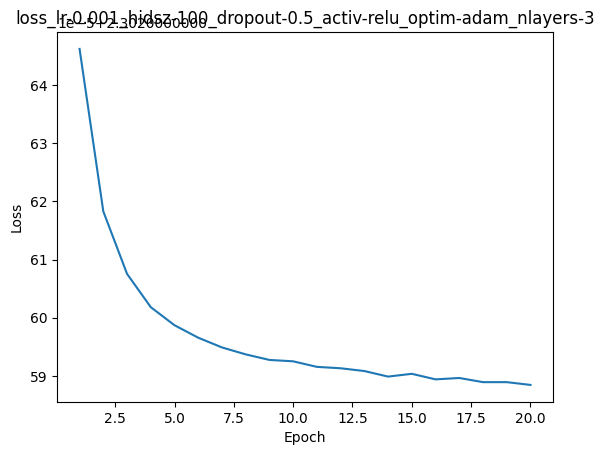 loss_lr-0.001_hidsz-100_dropout-0.5_activ-relu_optim-adam_nlayers-3
1e-5+2.3020000000
64
63
62
61
60
59
Loss
2.5 5.0 7.5 10.0 12.5 15.0 17.5 20.0
Epoch